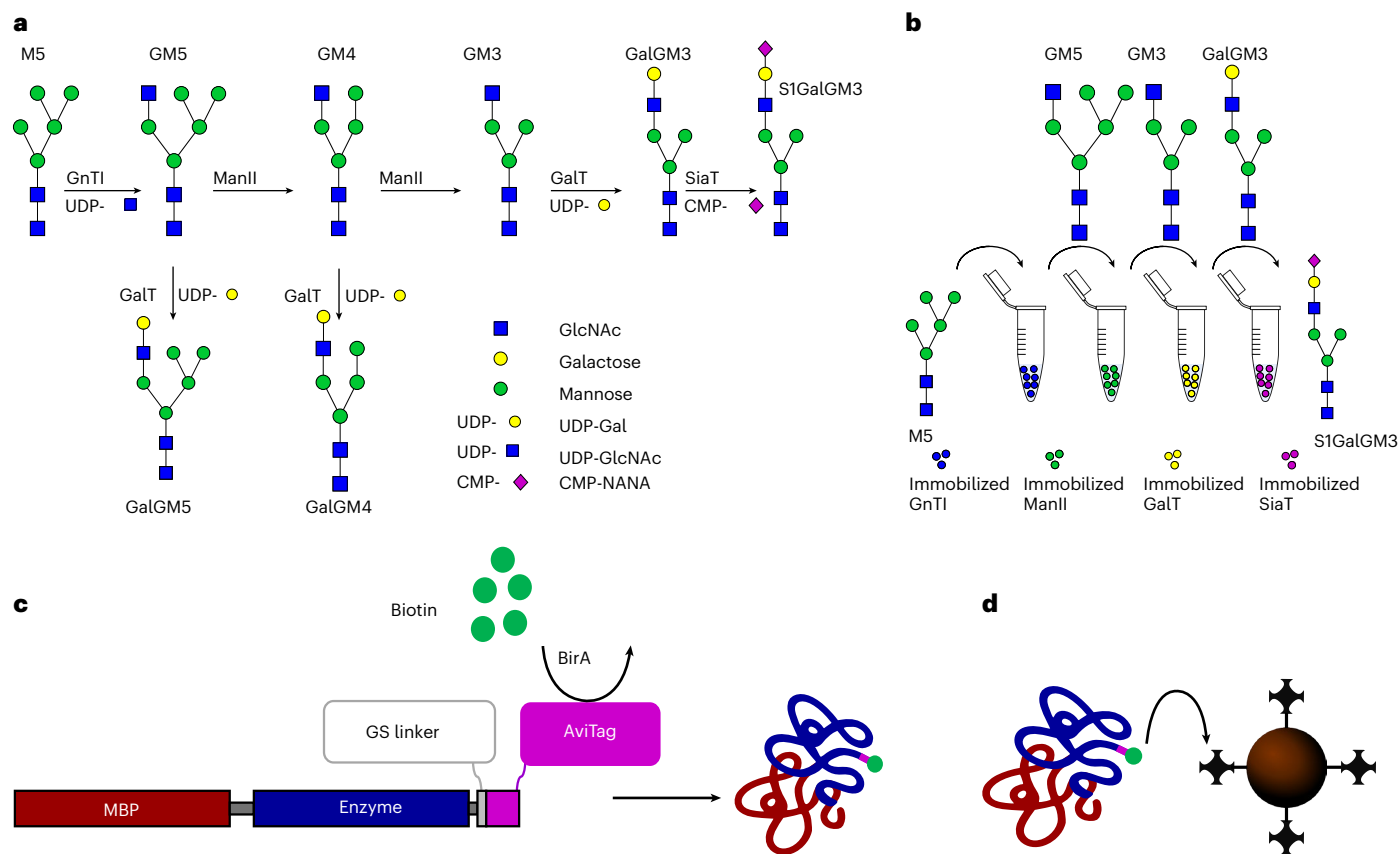 a
M5
GM5
GM4
GM3
GalGM3
S1GalGM3
GnTI
UDP-
ManII
ManII
GalT
UDP-
SiaT
CMP-
GalT
UDP-
GalT
UDP-
GalGM5
GalGM4
GlcNAc
Galactose
Mannose
UDP-
UDP-Gal
UDP-
UDP-GlcNAc
CMP-
CMP-NANA
b
GM5
GM3
GalGM3
M5
S1GalGM3
Immobilized
GnTI
Immobilized
ManII
Immobilized
GalT
Immobilized
SiaT
c
Biotin
BirA
GS linker
AviTag
MBP
Enzyme
d